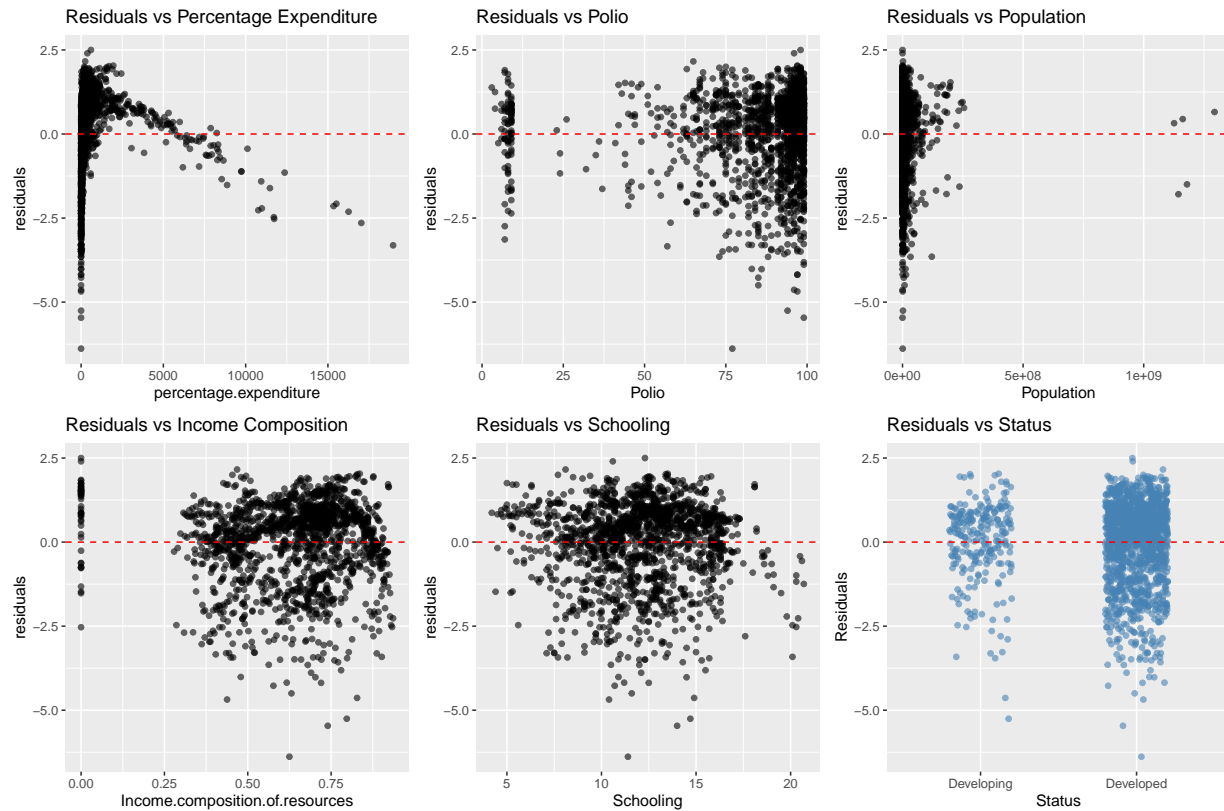 Residuals vs Percentage Expenditure
2.5
0.0
−2.5
−5.0
residuals
0
5000
10000
15000
percentage.expenditure
Residuals vs Polio
2.5
0.0
−2.5
−5.0
residuals
0
25
50
75
100
Polio
Residuals vs Population
2.5
0.0
−2.5
−5.0
residuals
0e+00
5e+08
1e+09
Population
Residuals vs Income Composition
2.5
0.0
−2.5
−5.0
residuals
0.00
0.25
0.50
0.75
Income.composition.of.resources
Residuals vs Schooling
2.5
0.0
−2.5
−5.0
residuals
5
10
15
20
Schooling
Residuals vs Status
2.5
0.0
−2.5
−5.0
Residuals
Developing
Developed
Status